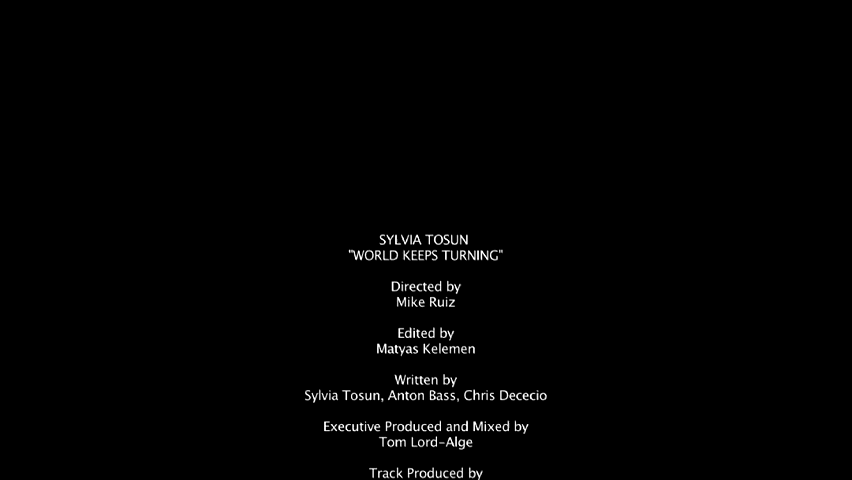 SYLVIA TOSUN
"WORLD KEEPS TURNING"
Directed by
Mike Ruiz
Edited by
Matyas Kelemen
Written by
Sylvia Tosun, Anton Bass, Chris Dececio
Executive Produced and Mixed by
Tom Lord-Alge
Track Produced by